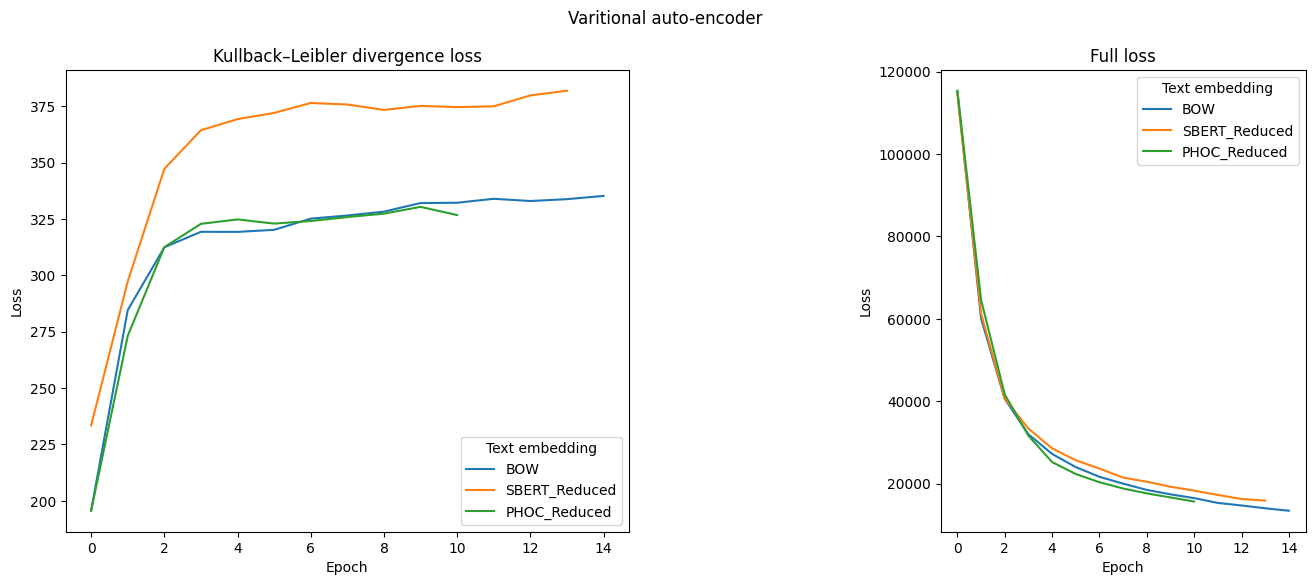 Varitional auto-encoder
Kullback–Leibler divergence loss
Loss
375
350
325
300
275
250
225
200
0 2 4 6 8 10 12 14
Epoch
Text embedding
BOW
SBERT_Reduced
PHOC_Reduced
Full loss
Loss
120000
100000
80000
60000
40000
20000
0 2 4 6 8 10 12 14
Epoch
Text embedding
BOW
SBERT_Reduced
PHOC_Reduced